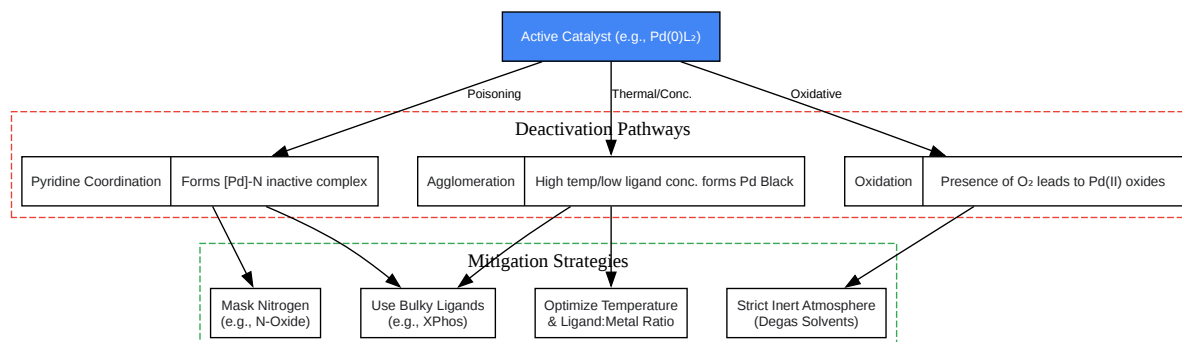 Active Catalyst (e.g., Pd(0)L₂)
Poisoning
Thermal/Conc.
Oxidative
Deactivation Pathways
Pyridine Coordination
Forms [Pd]-N inactive complex
Agglomeration
High temp/low ligand conc. forms Pd Black
Oxidation
Presence of O₂ leads to Pd(II) oxides
Mitigation Strategies
Mask Nitrogen
(e.g., N-Oxide)
Use Bulky Ligands
(e.g., XPhos)
Optimize Temperature
& Ligand:Metal Ratio
Strict Inert Atmosphere
(Degas Solvents)